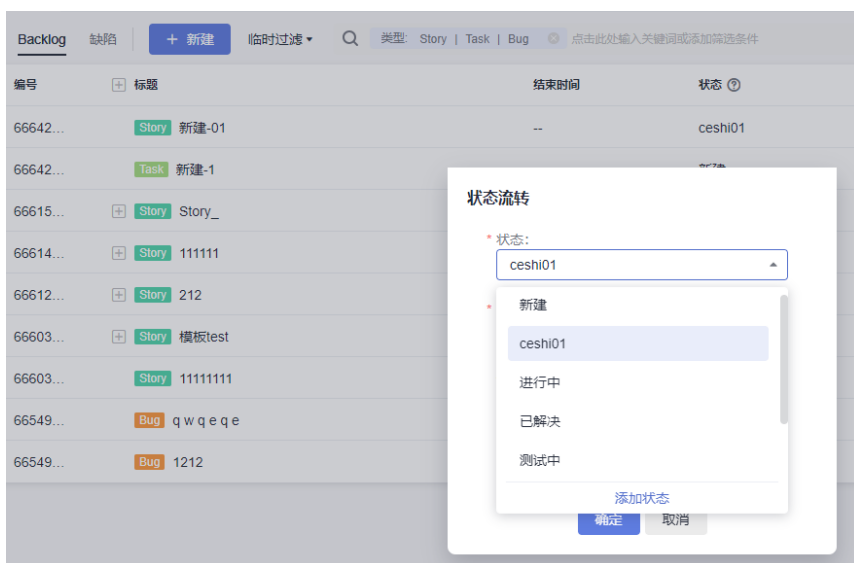 Backlog 缺陷 + 新建 临时过滤 类型: Story | Task | Bug 点击此处输入关键词或添加筛选条件
编号 标题 结束时间 状态
66642... Story 新建-01 -- ceshi01
66642... Task 新建-1 新建
66615... Story Story_
66614... Story 111111
66612... Story 212
66603... Story 模板test
66603... Story 11111111
66549... Bug q w q e q e
66549... Bug 1212
状态流转
* 状态:
ceshi01
*
新建
ceshi01
进行中
已解决
测试中
添加状态
确定 取消